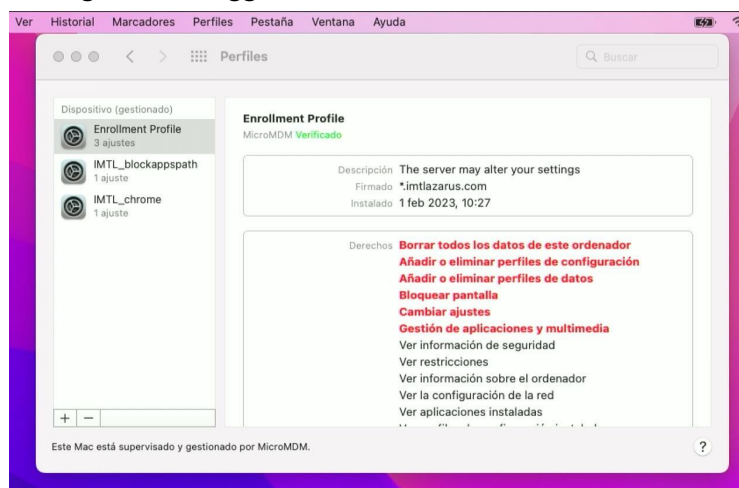 Ver Historial Marcadores Perfiles Pestaña Ventana Ayuda
Perfiles
Buscar
Dispositivo (gestionado)
Enrollment Profile
3 ajustes
IMTL_blockappspath
1 ajuste
IMTL_chrome
1 ajuste
Enrollment Profile
MicroMDM Verificado
Descripción The server may alter your settings
Firmado *.imtlazarus.com
Instalado 1 feb 2023, 10:27
Derechos Borrar todos los datos de este ordenador
Añadir o eliminar perfiles de configuración
Añadir o eliminar perfiles de datos
Bloquear pantalla
Cambiar ajustes
Gestión de aplicaciones y multimedia
Ver información de seguridad
Ver restricciones
Ver información sobre el ordenador
Ver la configuración de la red
Ver aplicaciones instaladas
+ −
Este Mac está supervisado y gestionado por MicroMDM.
?